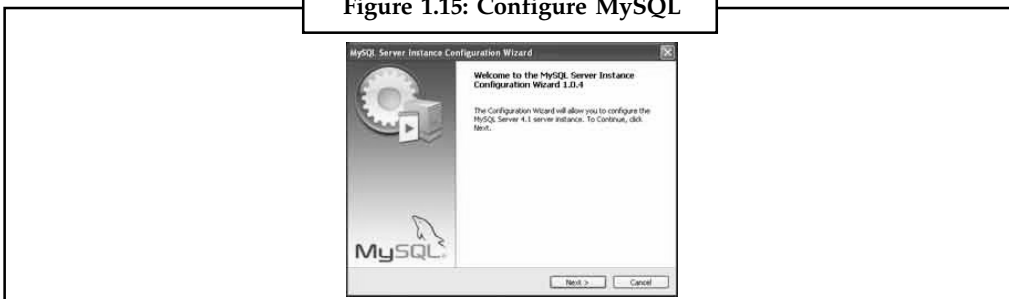 Figure 1.15: Configure MySQL
MySQL Server Instance Configuration Wizard
Welcome to the MySQL Server Instance
Configuration Wizard 1.0.4
The Configuration Wizard will allow you to configure the
MySQL Server 4.1 server instance. To Continue, click
Next.
MySQL
Next >
Cancel